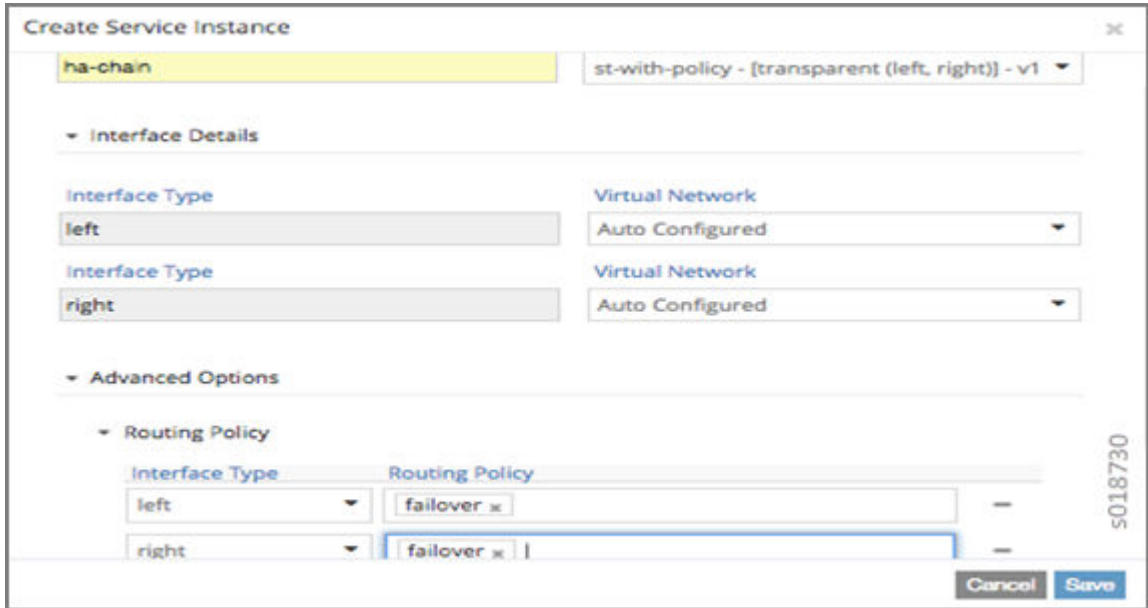 Create Service Instance
ha-chain st-with-policy - [transparent (left, right)] - v1
Interface Details
Interface Type Virtual Network
left Auto Configured
Interface Type Virtual Network
right Auto Configured
Advanced Options
Routing Policy
Interface Type Routing Policy
left failover
right failover
Cancel Save
s018730